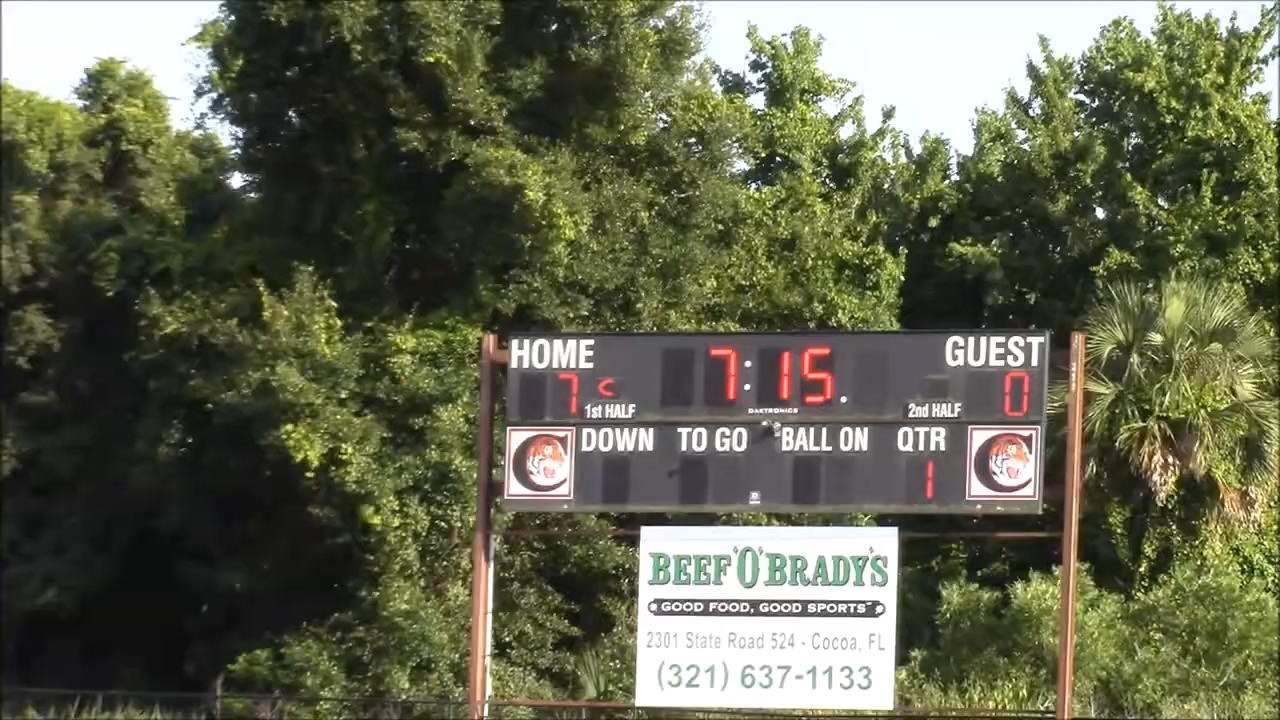 HOME 7:15. GUEST
7 < 0
1st HALF DAKTRONICS 2nd HALF
DOWN TO GO BALL ON QTR
1
BEEF 'O' BRADY'S
GOOD FOOD, GOOD SPORTS
2301 State Road 524 - Cocoa, FL
(321) 637-1133